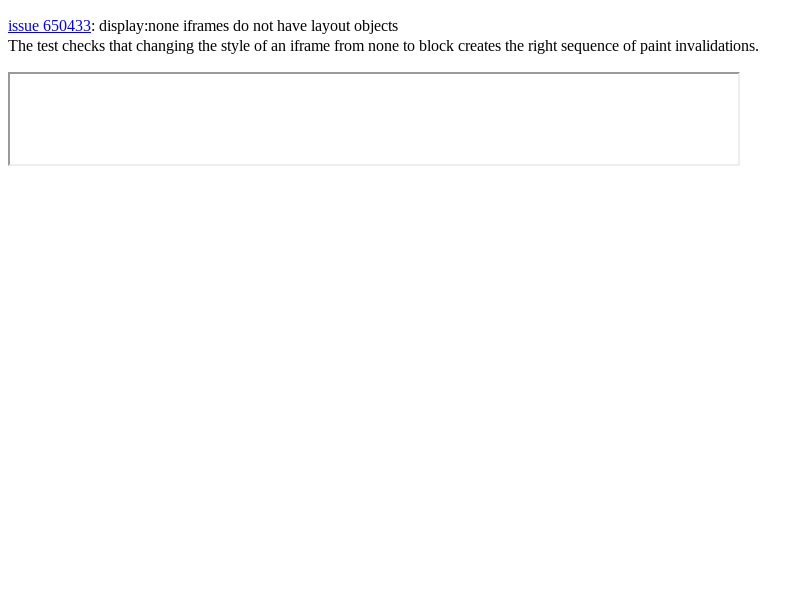 issue 650433: display:none iframes do not have layout objects
The test checks that changing the style of an iframe from none to block creates the right sequence of paint invalidations.